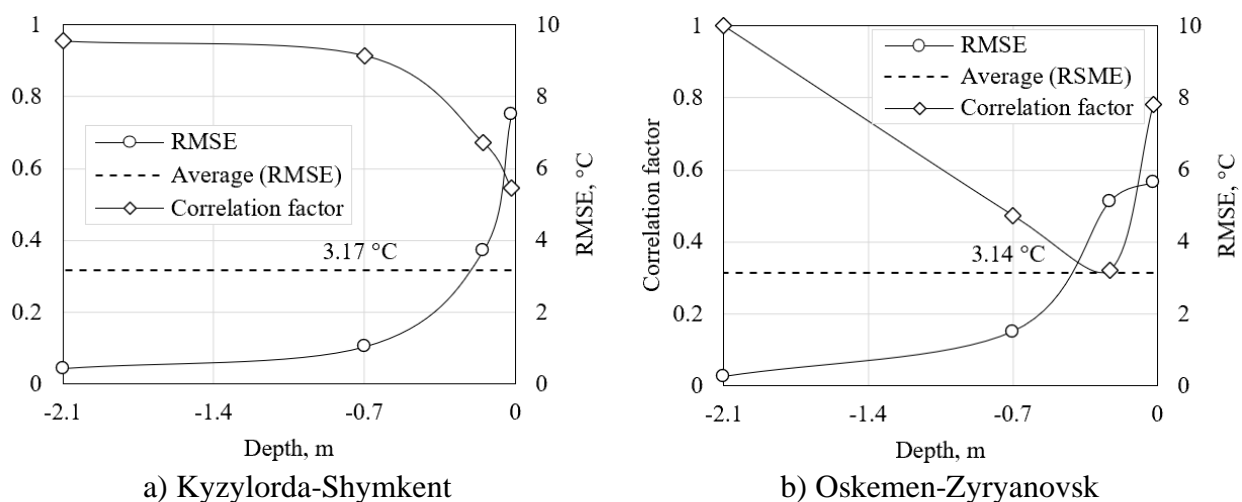 1
0.8
0.6
0.4
0.2
0
10
8
6
4
2
0
RMSE, °C
RMSE
Average (RMSE)
Correlation factor
3.17 °C
-2.1 -1.4 -0.7 0
Depth, m
a) Kyzylorda-Shymkent
Correlation factor
1
0.8
0.6
0.4
0.2
0
10
8
6
4
2
0
RMSE, °C
RMSE
Average (RSME)
Correlation factor
3.14 °C
-2.1 -1.4 -0.7 0
Depth, m
b) Oskemen-Zyryanovsk